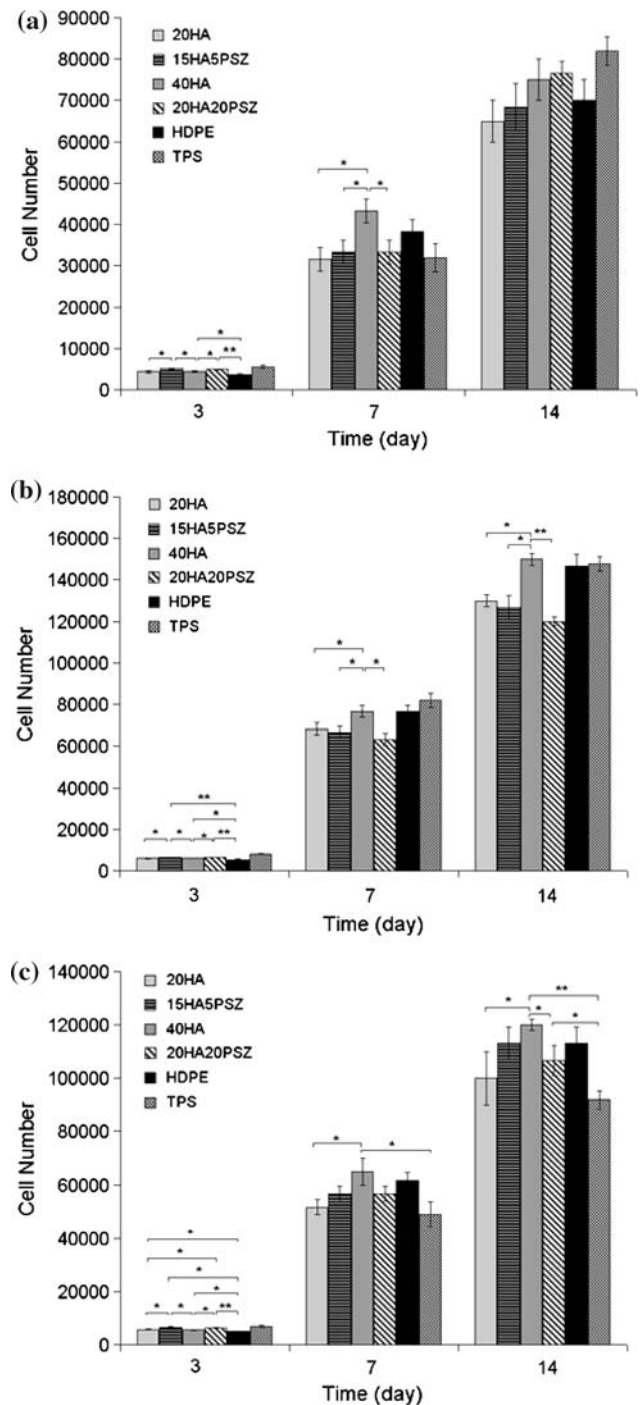 (a)
90000
80000
70000
60000
50000
40000
30000
20000
10000
0
Cell Number
20HA
15HA5PSZ
40HA
20HA20PSZ
HDPE
TPS
*
* *
*
* * * **
3 7 14
Time (day)
(b)
180000
160000
140000
120000
100000
80000
60000
40000
20000
0
Cell Number
20HA
15HA5PSZ
40HA
20HA20PSZ
HDPE
TPS
* **
*
*
* *
**
*
* * * **
3 7 14
Time (day)
(c)
140000
120000
100000
80000
60000
40000
20000
0
Cell Number
20HA
15HA5PSZ
40HA
20HA20PSZ
HDPE
TPS
**
* * *
* *
*
*
*
*
* * * **
3 7 14
Time (day)